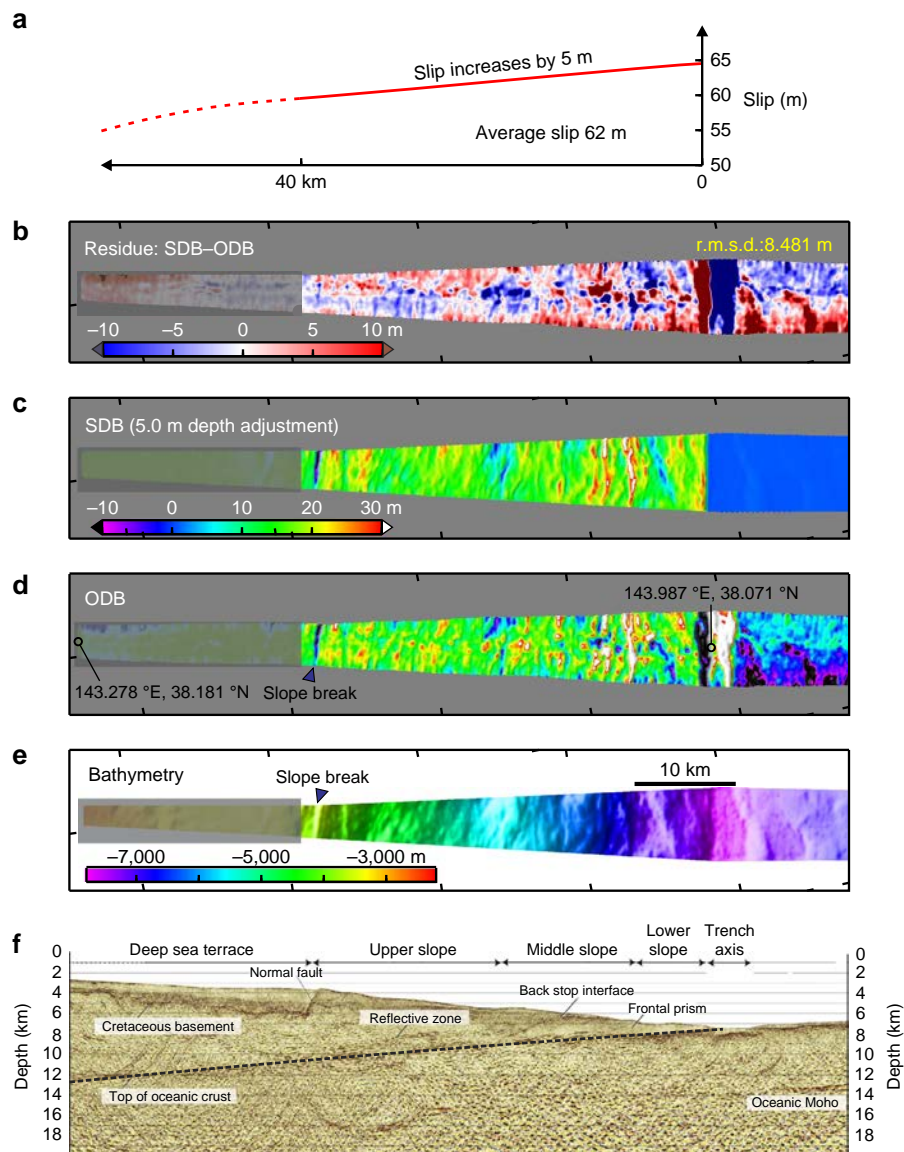 a
Slip increases by 5 m
65
60
Slip (m)
Average slip 62 m
55
50
40 km
0
b
Residue: SDB–ODB
r.m.s.d.:8.481 m
–10 –5 0 5 10 m
c
SDB (5.0 m depth adjustment)
–10 0 10 20 30 m
d
ODB
143.987 °E, 38.071 °N
143.278 °E, 38.181 °N
Slope break
e
Bathymetry
Slope break
10 km
–7,000 –5,000 –3,000 m
f
Deep sea terrace
Upper slope
Middle slope
Lower slope
Trench axis
0
2
4
6
8
10
12
14
16
18
Depth (km)
Normal fault
Back stop interface
Cretaceous basement
Reflective zone
Frontal prism
Top of oceanic crust
Oceanic Moho
0
2
4
6
8
10
12
14
16
18
Depth (km)